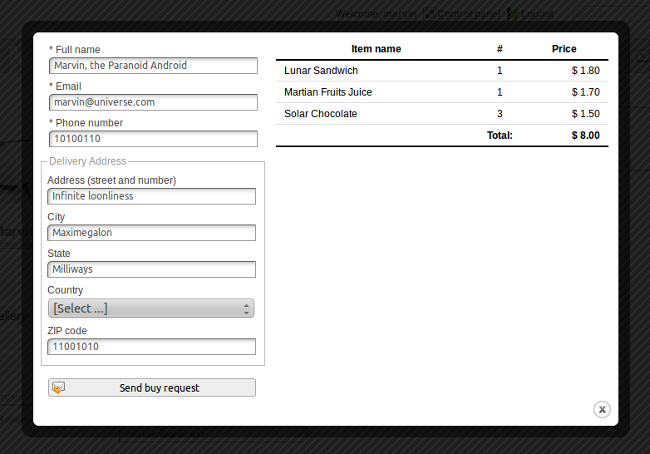 Welcome, marvin Control panel Logout
* Full name
Marvin, the Paranoid Android
* Email
marvin@universe.com
* Phone number
10100110
Delivery Address
Address (street and number)
Infinite loonliness
City
Maximegalon
State
Milliways
Country
[Select ...]
ZIP code
11001010
Send buy request
Item name # Price
Lunar Sandwich 1 $ 1.80
Martian Fruits Juice 1 $ 1.70
Solar Chocolate 3 $ 1.50
Total: $ 8.00
x